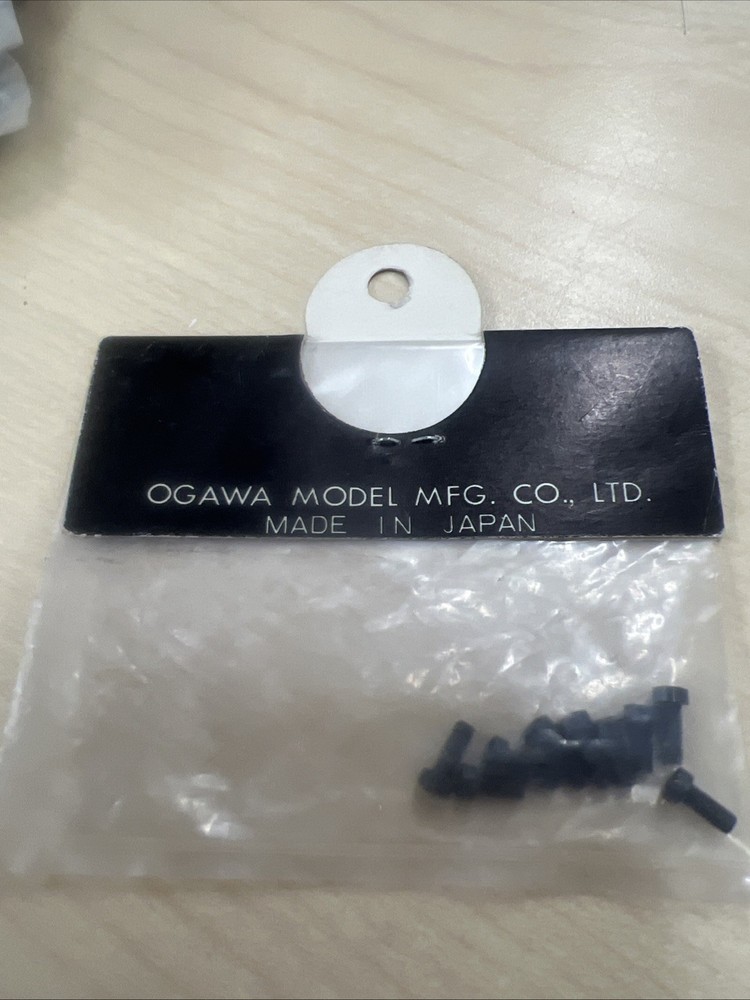 OGAWA MODEL MFG. CO., LTD.
MADE IN JAPAN